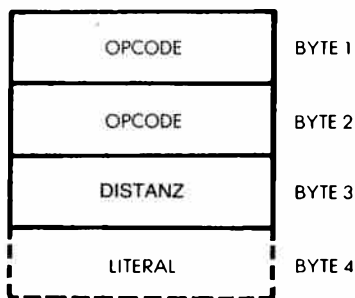 OPCODE BYTE 1
OPCODE BYTE 2
DISTANZ BYTE 3
LITERAL BYTE 4